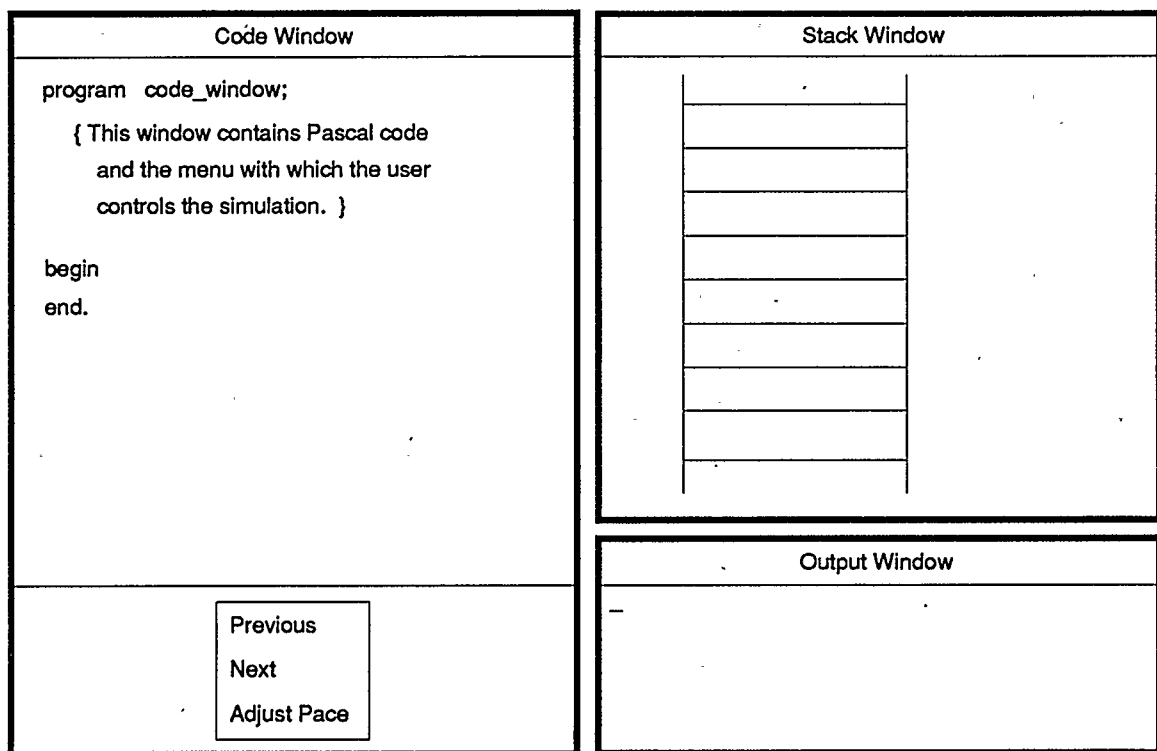 Code Window
program code_window;
{ This window contains Pascal code
and the menu with which the user
controls the simulation. }
begin
end.
Previous
Next
Adjust Pace
Stack Window
Output Window
_